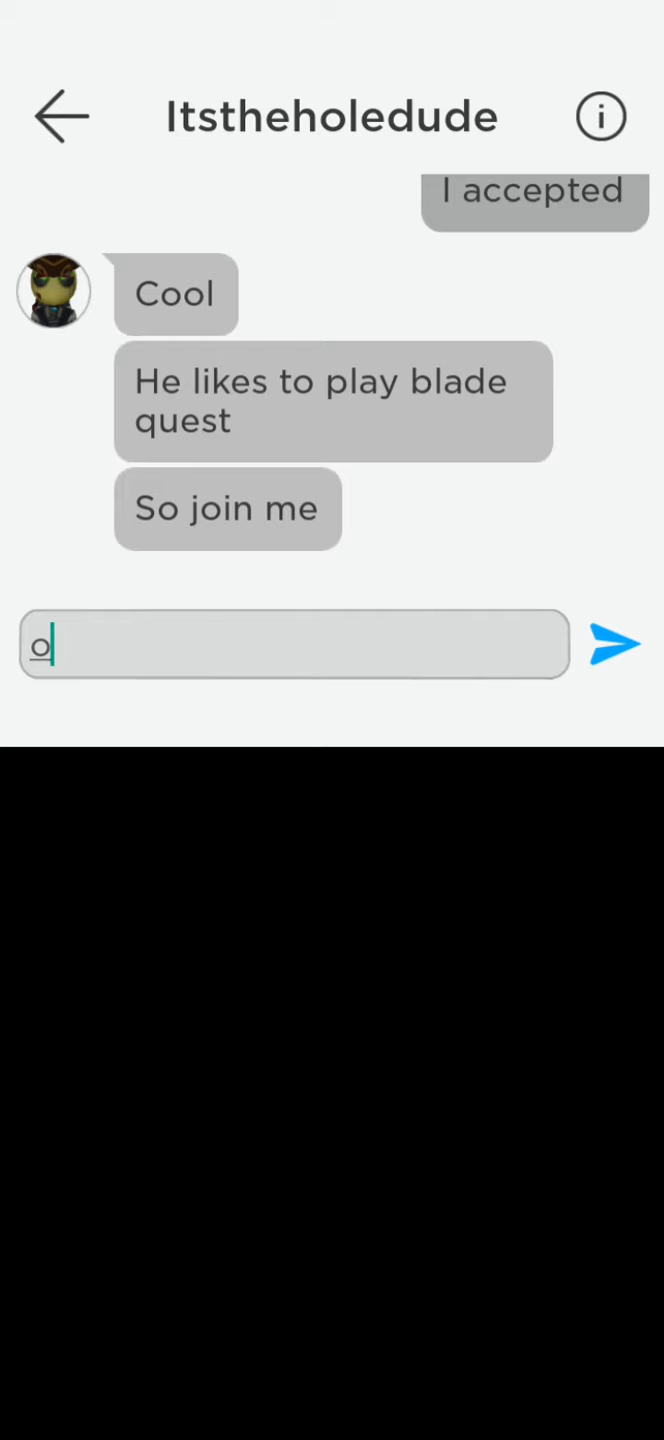 Itstheholedude
I accepted
Cool
He likes to play blade
quest
So join me
o